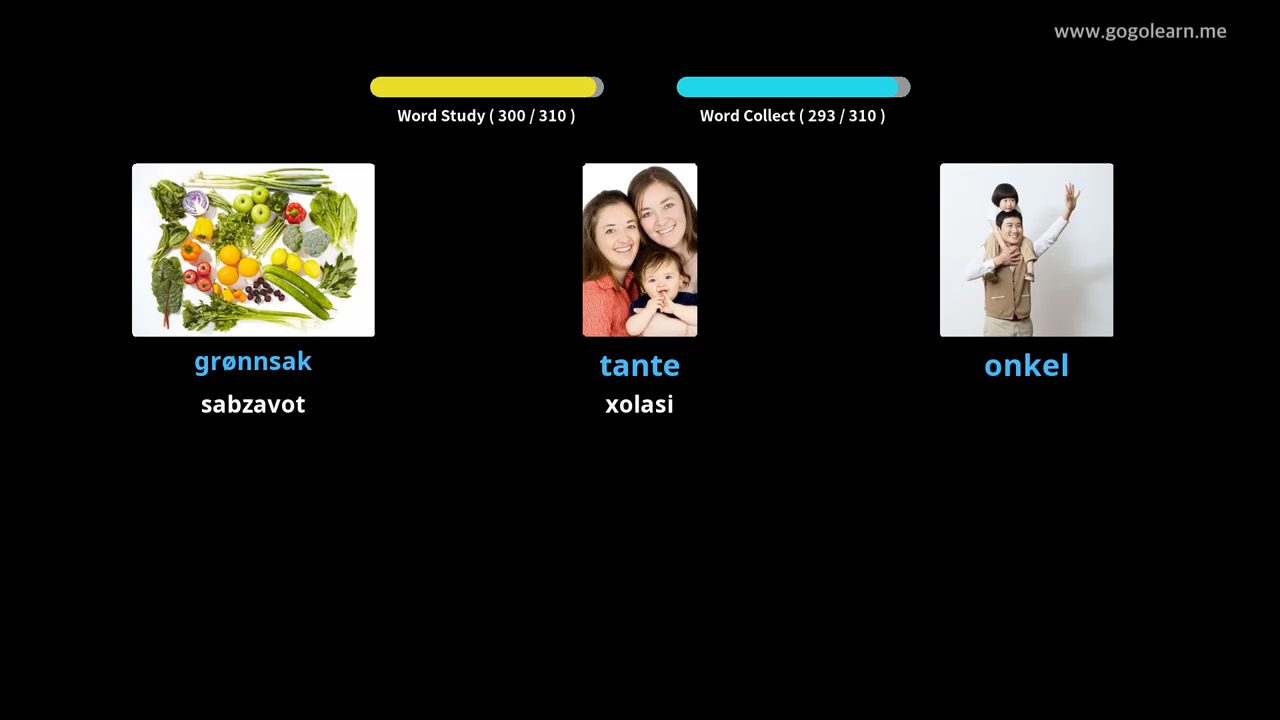 www.gogolearn.me
Word Study ( 300 / 310 )
Word Collect ( 293 / 310 )
grønnsak
sabzavot
tante
xolasi
onkel